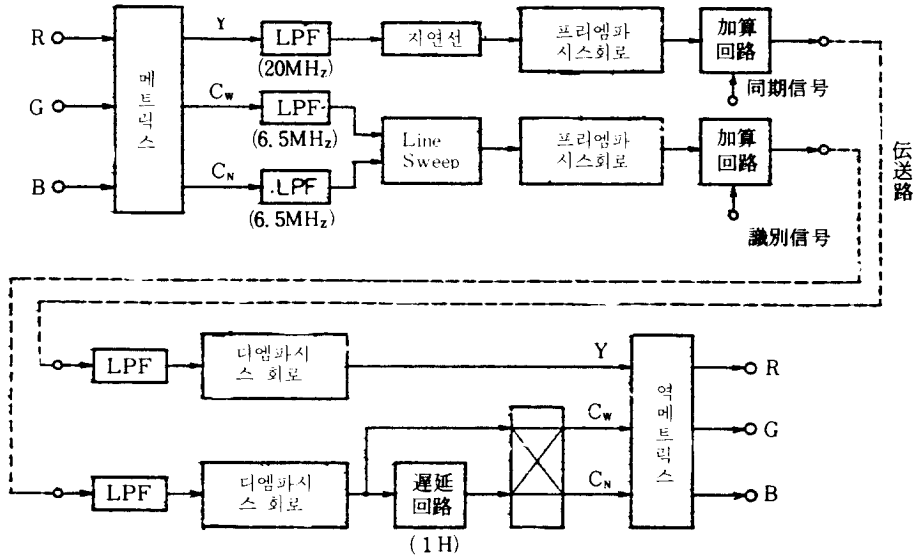 R
G
B
메트릭스
Y
LPF
(20MHz)
지연선
프리엠파
시스회로
加算
回路
同期信号
Cw
LPF
(6.5MHz)
CN
LPF
(6.5MHz)
Line
Sweep
프리엠파
시스회로
加算
回路
識別信号
伝送路
LPF
디엠파시
스 회로
Y
LPF
디엠파시
스 회로
遅延
回路
(1H)
Cw
CN
역메트릭스
R
G
B